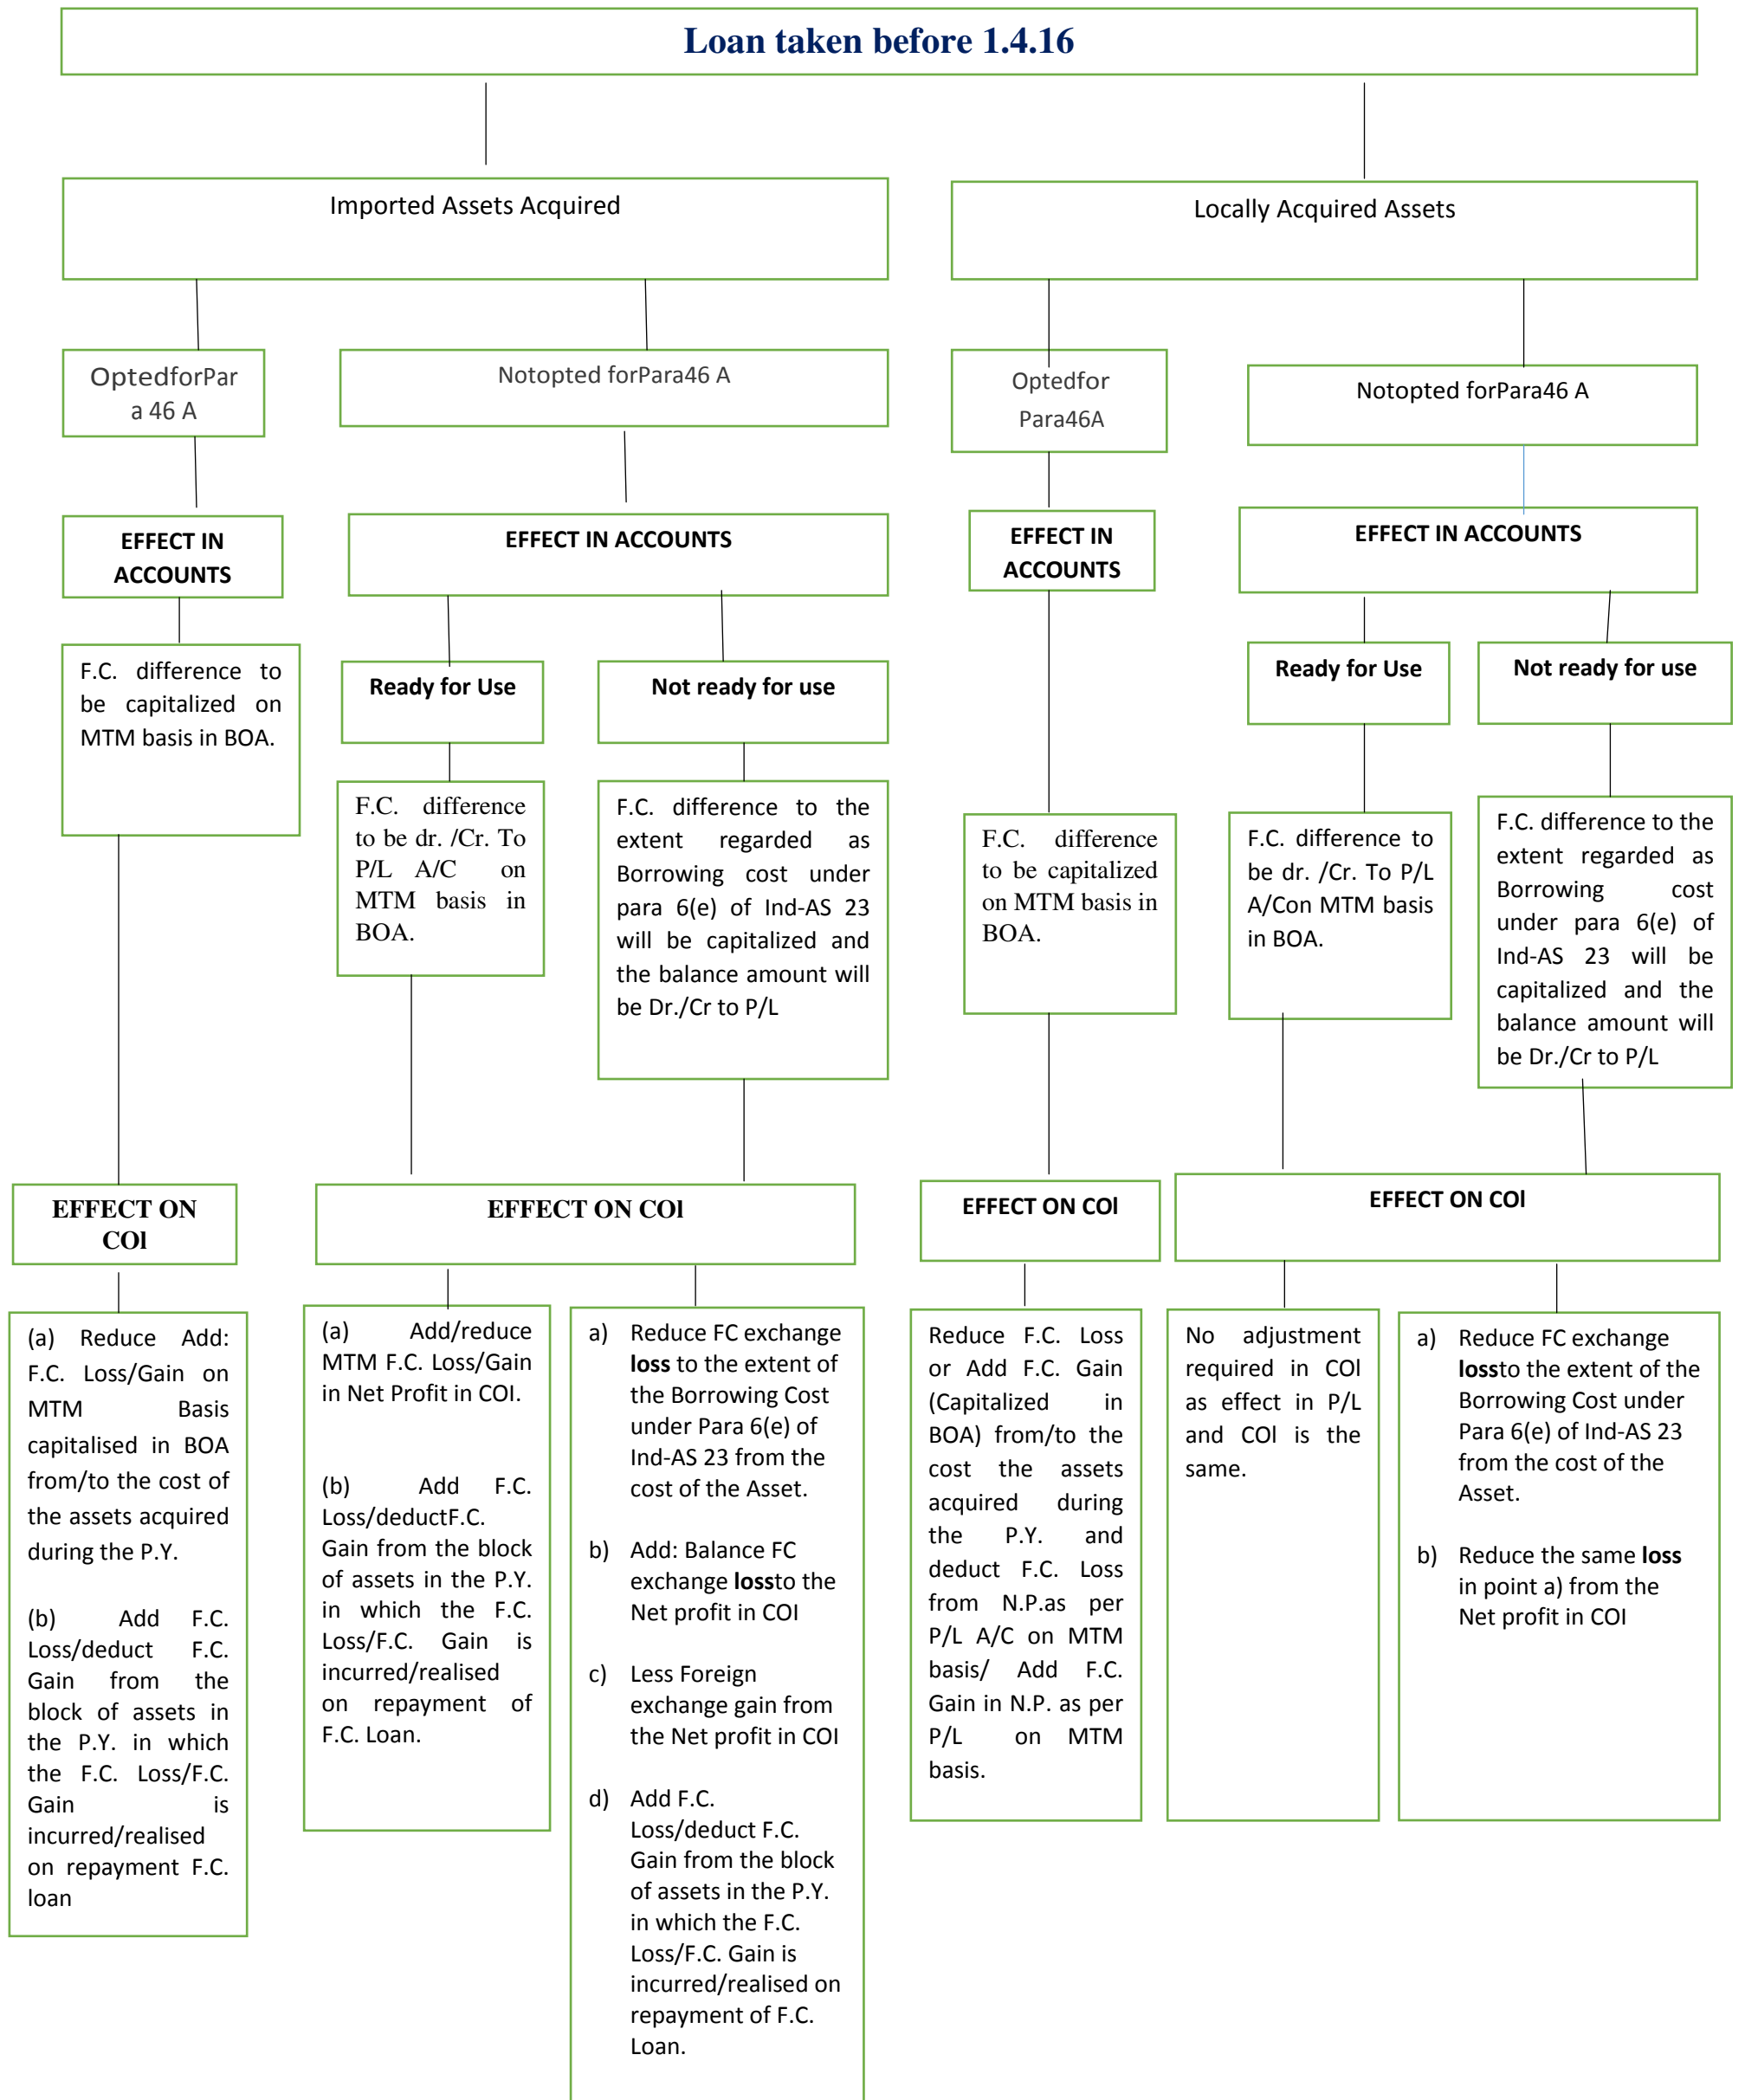 Loan taken before 1.4.16
Imported Assets Acquired
Locally Acquired Assets
OptedforPar
a 46 A
Notopted forPara46 A
Optedfor
Para46A
Notopted forPara46 A
EFFECT IN
ACCOUNTS
EFFECT IN ACCOUNTS
EFFECT IN
ACCOUNTS
EFFECT IN ACCOUNTS
F.C. difference to
be capitalized on
MTM basis in BOA.
Ready for Use
Not ready for use
Ready for Use
Not ready for use
F.C. difference
to be dr. /Cr. To
P/L A/C on
MTM basis in
BOA.
F.C. difference to the
extent regarded as
Borrowing cost under
para 6(e) of Ind-AS 23
will be capitalized and
the balance amount will
be Dr./Cr to P/L
F.C. difference
to be capitalized
on MTM basis in
BOA.
F.C. difference to
be dr. /Cr. To P/L
A/Con MTM basis
in BOA.
F.C. difference to the
extent regarded as
Borrowing cost
under para 6(e) of
Ind-AS 23 will be
capitalized and the
balance amount will
be Dr./Cr to P/L
EFFECT ON
COl
EFFECT ON COl
EFFECT ON COl
EFFECT ON COl
(a) Reduce Add:
F.C. Loss/Gain on
MTM Basis
capitalised in BOA
from/to the cost of
the assets acquired
during the P.Y.
(b) Add F.C.
Loss/deduct F.C.
Gain from the
block of assets in
the P.Y. in which
the F.C. Loss/F.C.
Gain is
incurred/realised
on repayment F.C.
loan
(a) Add/reduce
MTM F.C. Loss/Gain
in Net Profit in COI.
(b) Add F.C.
Loss/deductF.C.
Gain from the block
of assets in the P.Y.
in which the F.C.
Loss/F.C. Gain is
incurred/realised
on repayment of
F.C. Loan.
a) Reduce FC exchange
loss to the extent of
the Borrowing Cost
under Para 6(e) of
Ind-AS 23 from the
cost of the Asset.
b) Add: Balance FC
exchange lossto the
Net profit in COI
c) Less Foreign
exchange gain from
the Net profit in COI
d) Add F.C.
Loss/deduct F.C.
Gain from the block
of assets in the P.Y.
in which the F.C.
Loss/F.C. Gain is
incurred/realised on
repayment of F.C.
Loan.
Reduce F.C. Loss
or Add F.C. Gain
(Capitalized in
BOA) from/to the
cost the assets
acquired during
the P.Y. and
deduct F.C. Loss
from N.P.as per
P/L A/C on MTM
basis/ Add F.C.
Gain in N.P. as per
P/L on MTM
basis.
No adjustment
required in COl
as effect in P/L
and COl is the
same.
a) Reduce FC exchange
lossto the extent of the
Borrowing Cost under
Para 6(e) of Ind-AS 23
from the cost of the
Asset.
b) Reduce the same loss
in point a) from the
Net profit in COI